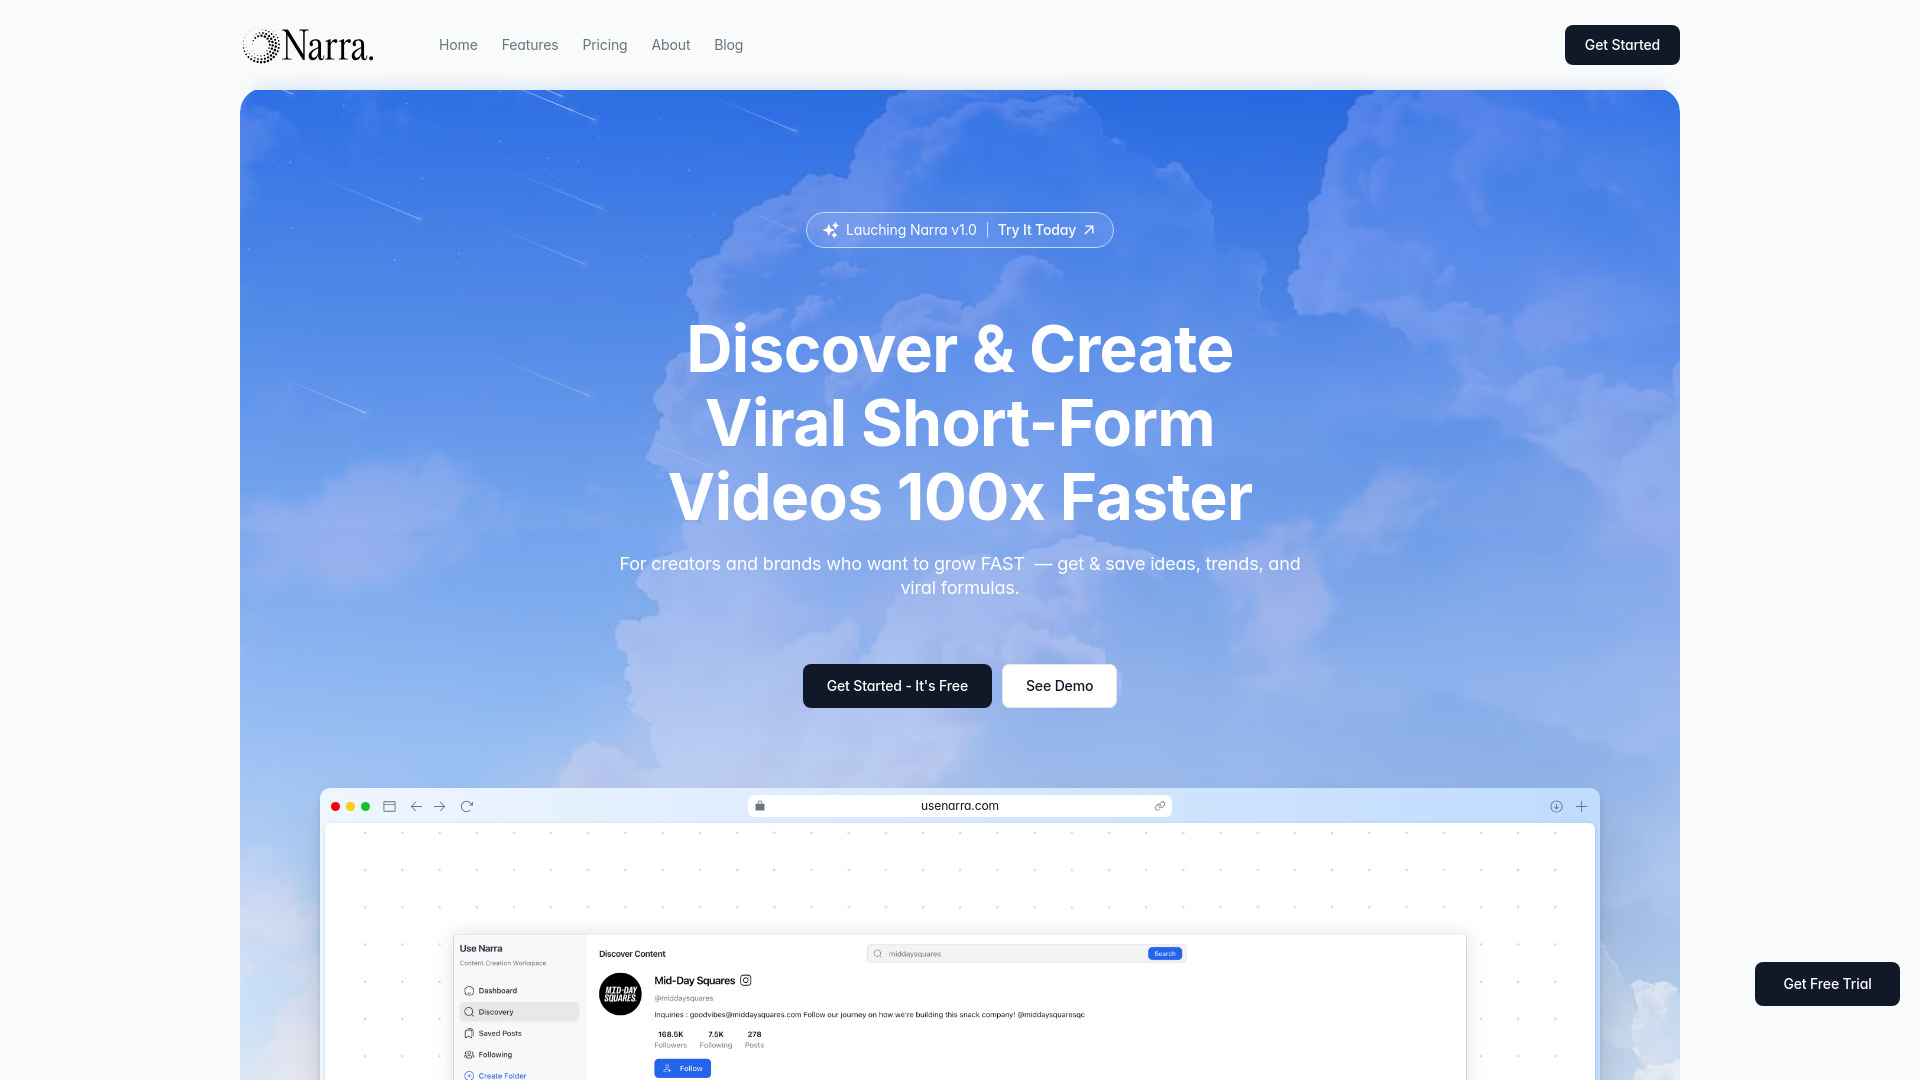 Narra.
Home Features Pricing About Blog
Get Started
Lauching Narra v1.0 Try It Today
Discover & Create
Viral Short-Form
Videos 100x Faster
For creators and brands who want to grow FAST — get & save ideas, trends, and
viral formulas.
Get Started - It's Free
See Demo
usenarra.com
Use Narra
Content Creation Workspace
Dashboard
Discovery
Saved Posts
Following
Create Folder
Discover Content
middaysquares
Search
MID-DAY
SQUARES.
Mid-Day Squares
@middaysquares
Inquiries : goodvibes@middaysquares.com Follow our journey on how we're building this snack company! @middaysquaresqc
168.5K 7.5K 278
Followers Following Posts
Follow
Get Free Trial